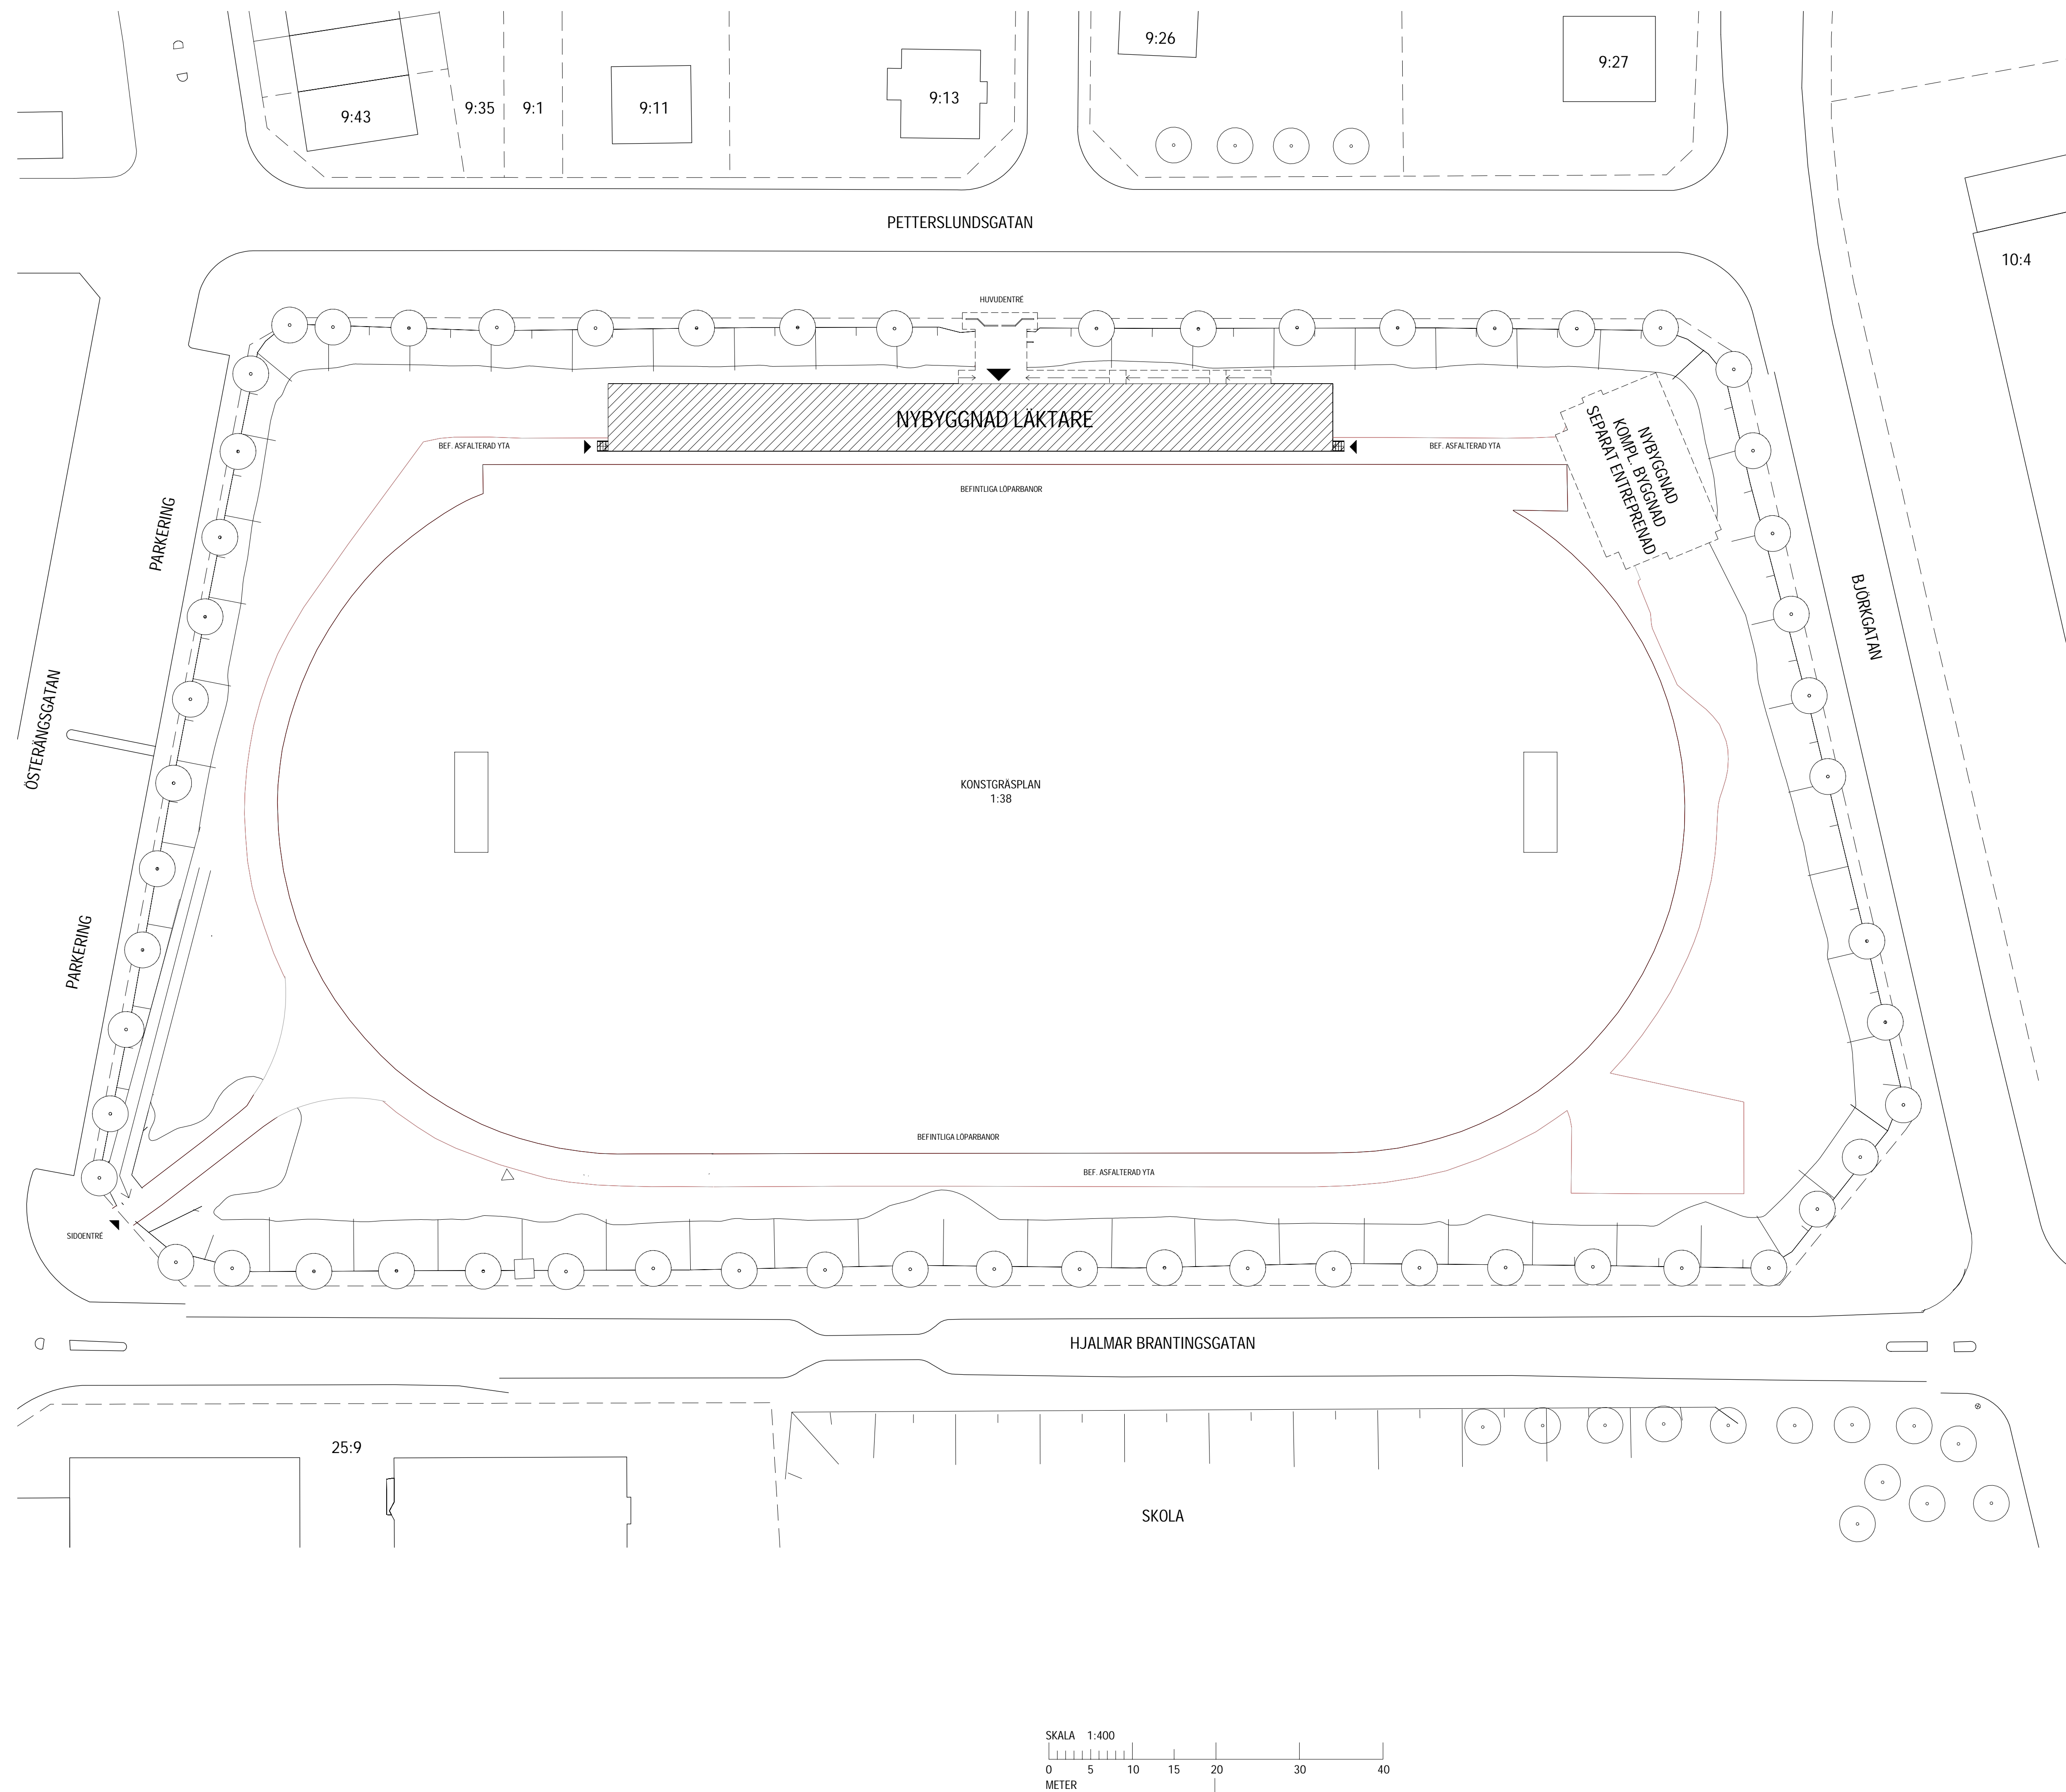 9:26
9:27
9:43
9:35
9:1
9:11
9:13
PETTERSLUNDSGATAN
10:4
HUVUDENTRÉ
NYBYGGNAD LÄKTARE
BEF. ASFALTERAD YTA
BEF. ASFALTERAD YTA
NYBYGGNAD
KOMPL. BYGGNAD
SEPARAT ENTREPRENAD
BEFINTLIGA LÖPARBANOR
PARKERING
BJÖRKGATAN
ÖSTERÄNGSGATAN
KONSTGRÄSPLAN
1:38
PARKERING
BEFINTLIGA LÖPARBANOR
BEF. ASFALTERAD YTA
SIDOENTRÉ
HJALMAR BRANTINGSGATAN
25:9
SKOLA
SKALA 1:400
0 5 10 15 20 30 40
METER